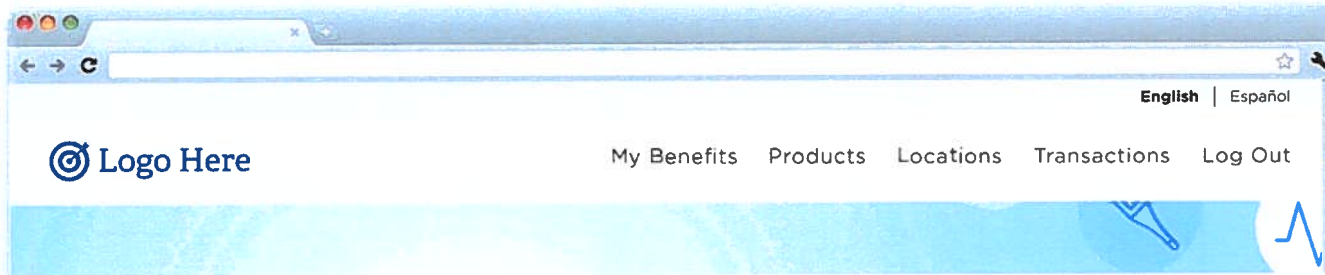 English | Español
Logo Here
My Benefits Products Locations Transactions Log Out